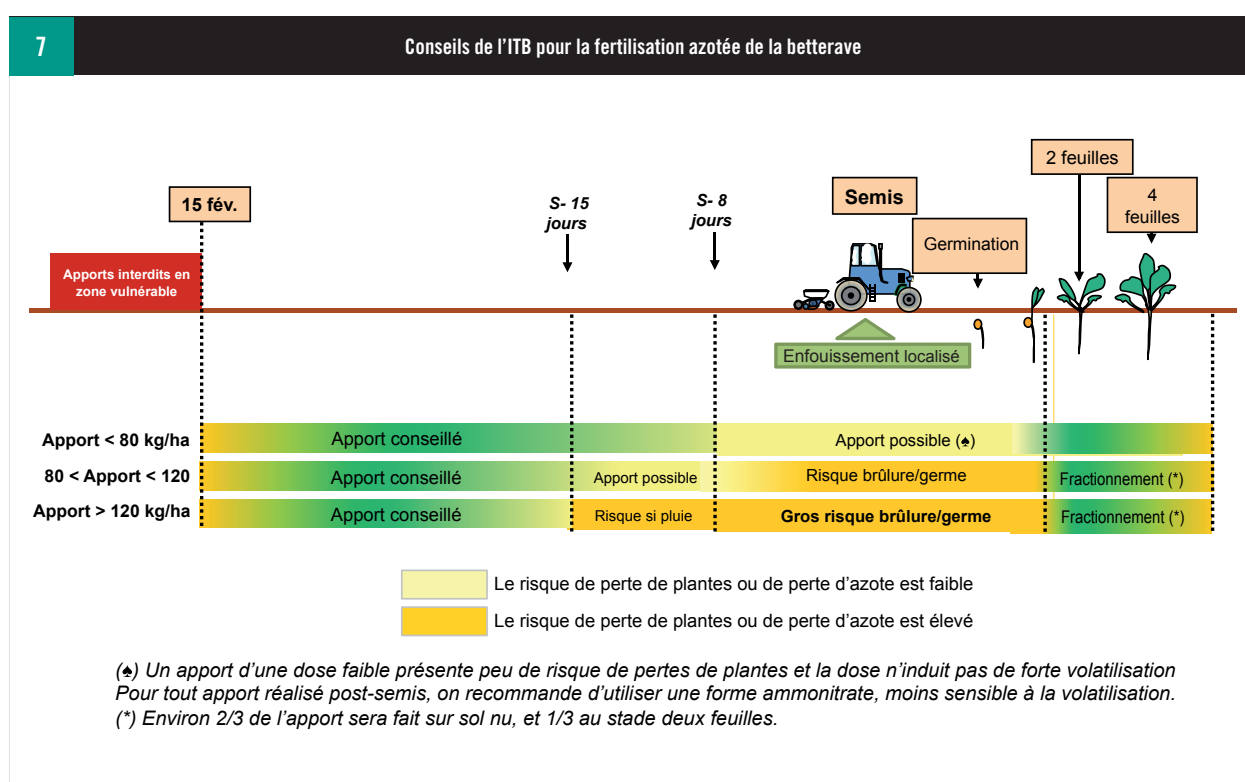 7
Conseils de l'ITB pour la fertilisation azotée de la betterave
2 feuilles
15 fév.
S- 15
jours
S- 8
jours
Semis
4
feuilles
Germination
Apports interdits en
zone vulnérable
Enfouissement localisé
Apport < 80 kg/ha
Apport conseillé
Apport possible (♠)
80 < Apport < 120
Apport conseillé
Apport possible
Risque brûlure/germe
Fractionnement (*)
Apport > 120 kg/ha
Apport conseillé
Risque si pluie
Gros risque brûlure/germe
Fractionnement (*)
Le risque de perte de plantes ou de perte d'azote est faible
Le risque de perte de plantes ou de perte d'azote est élevé
(♠) Un apport d'une dose faible présente peu de risque de pertes de plantes et la dose n'induit pas de forte volatilisation
Pour tout apport réalisé post-semis, on recommande d'utiliser une forme ammonitrate, moins sensible à la volatilisation.
(*) Environ 2/3 de l'apport sera fait sur sol nu, et 1/3 au stade deux feuilles.